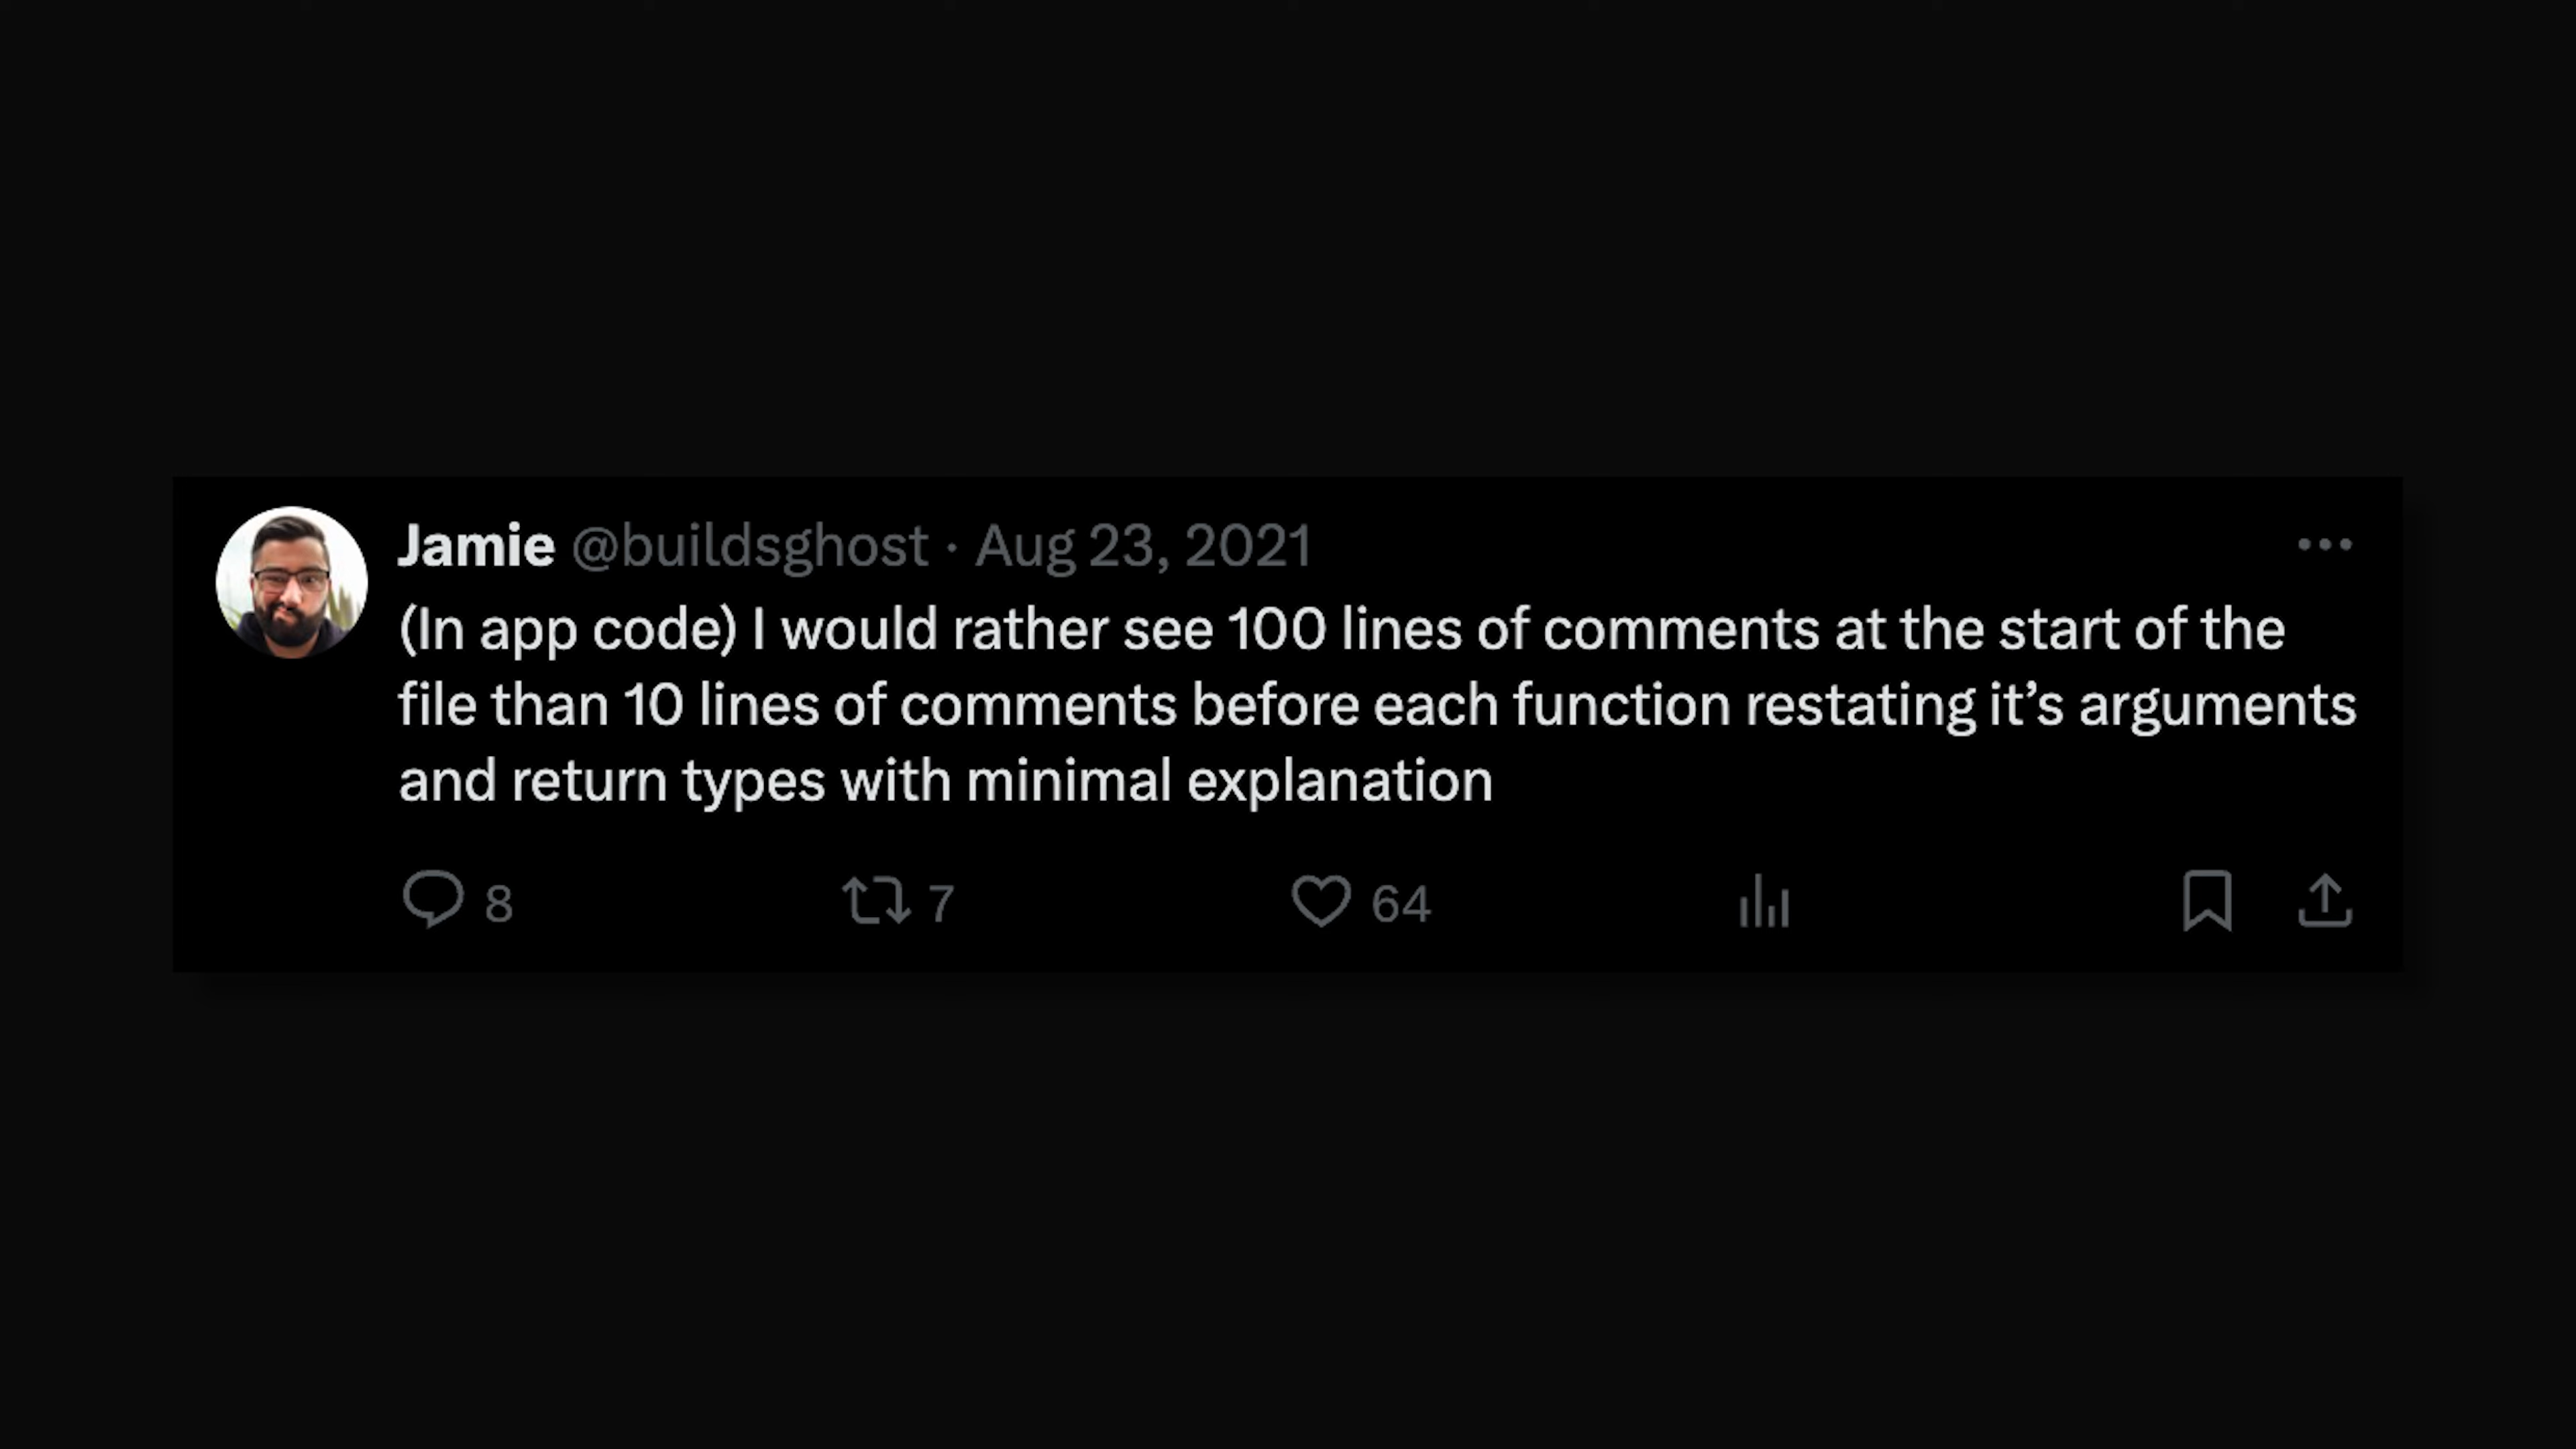 Jamie @buildsghost · Aug 23, 2021
(In app code) I would rather see 100 lines of comments at the start of the
file than 10 lines of comments before each function restating it’s arguments
and return types with minimal explanation
8 7 64